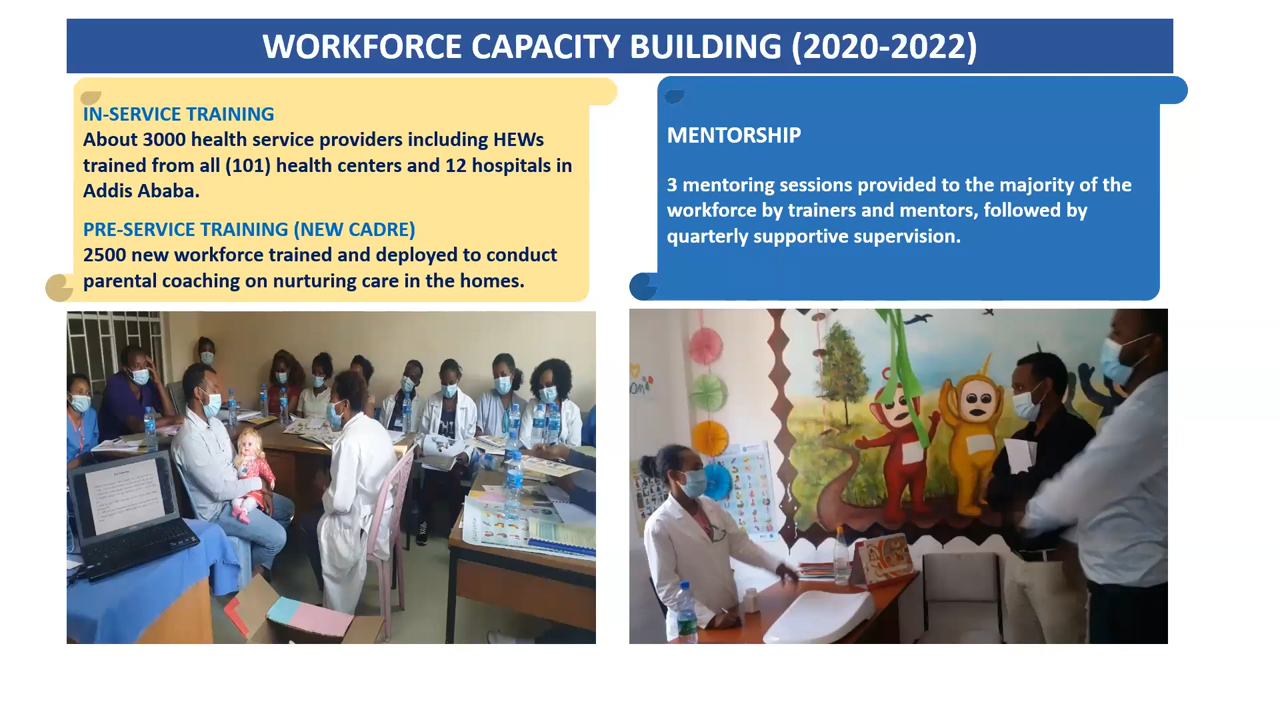 WORKFORCE CAPACITY BUILDING (2020-2022)
IN-SERVICE TRAINING
About 3000 health service providers including HEWs
trained from all (101) health centers and 12 hospitals in
Addis Ababa.
PRE-SERVICE TRAINING (NEW CADRE)
2500 new workforce trained and deployed to conduct
parental coaching on nurturing care in the homes.
MENTORSHIP
3 mentoring sessions provided to the majority of the
workforce by trainers and mentors, followed by
quarterly supportive supervision.